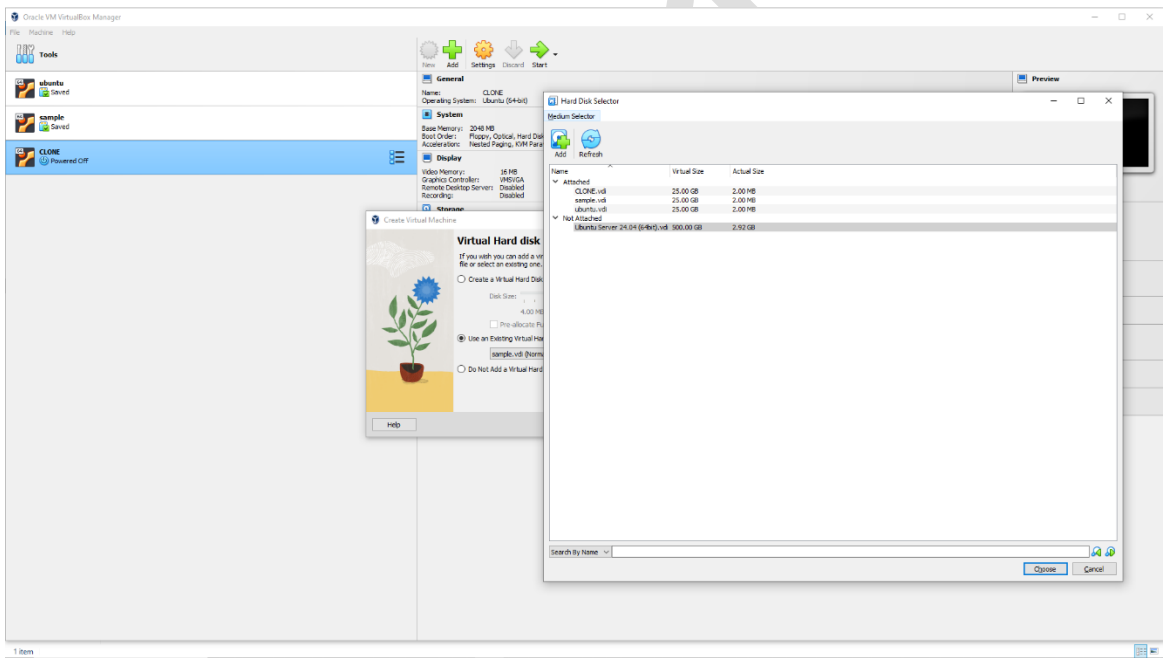 Oracle VM VirtualBox Manager
File Machine Help
Tools
New Add Settings Discard Start
ubuntu
Saved
sample
Saved
CLONE
Powered Off
General
Name: CLONE
Operating System: Ubuntu (64-bit)
System
Base Memory: 2048 MB
Boot Order: Floppy, Optical, Hard Disk
Acceleration: Nested Paging, KVM Para
Display
Video Memory: 16 MB
Graphics Controller: VMSVGA
Remote Desktop Server: Disabled
Recording: Disabled
Storage
Preview
Create Virtual Machine
Virtual Hard disk
If you wish you can add a vir
file or select an existing one.
Create a Virtual Hard Disk
Disk Size:
4.00 MB
Pre-allocate Fu
Use an Existing Virtual Har
sample.vdi (Norma
Do Not Add a Virtual Hard
Help
Hard Disk Selector
Medium Selector
Add Refresh
Name Virtual Size Actual Size
Attached
CLONE.vdi 25.00 GB 2.00 MB
sample.vdi 25.00 GB 2.00 MB
ubuntu.vdi 25.00 GB 2.00 MB
Not Attached
Ubuntu Server 24.04 (64bit).vdi 500.00 GB 2.92 GB
Search By Name
Choose Cancel
1 item